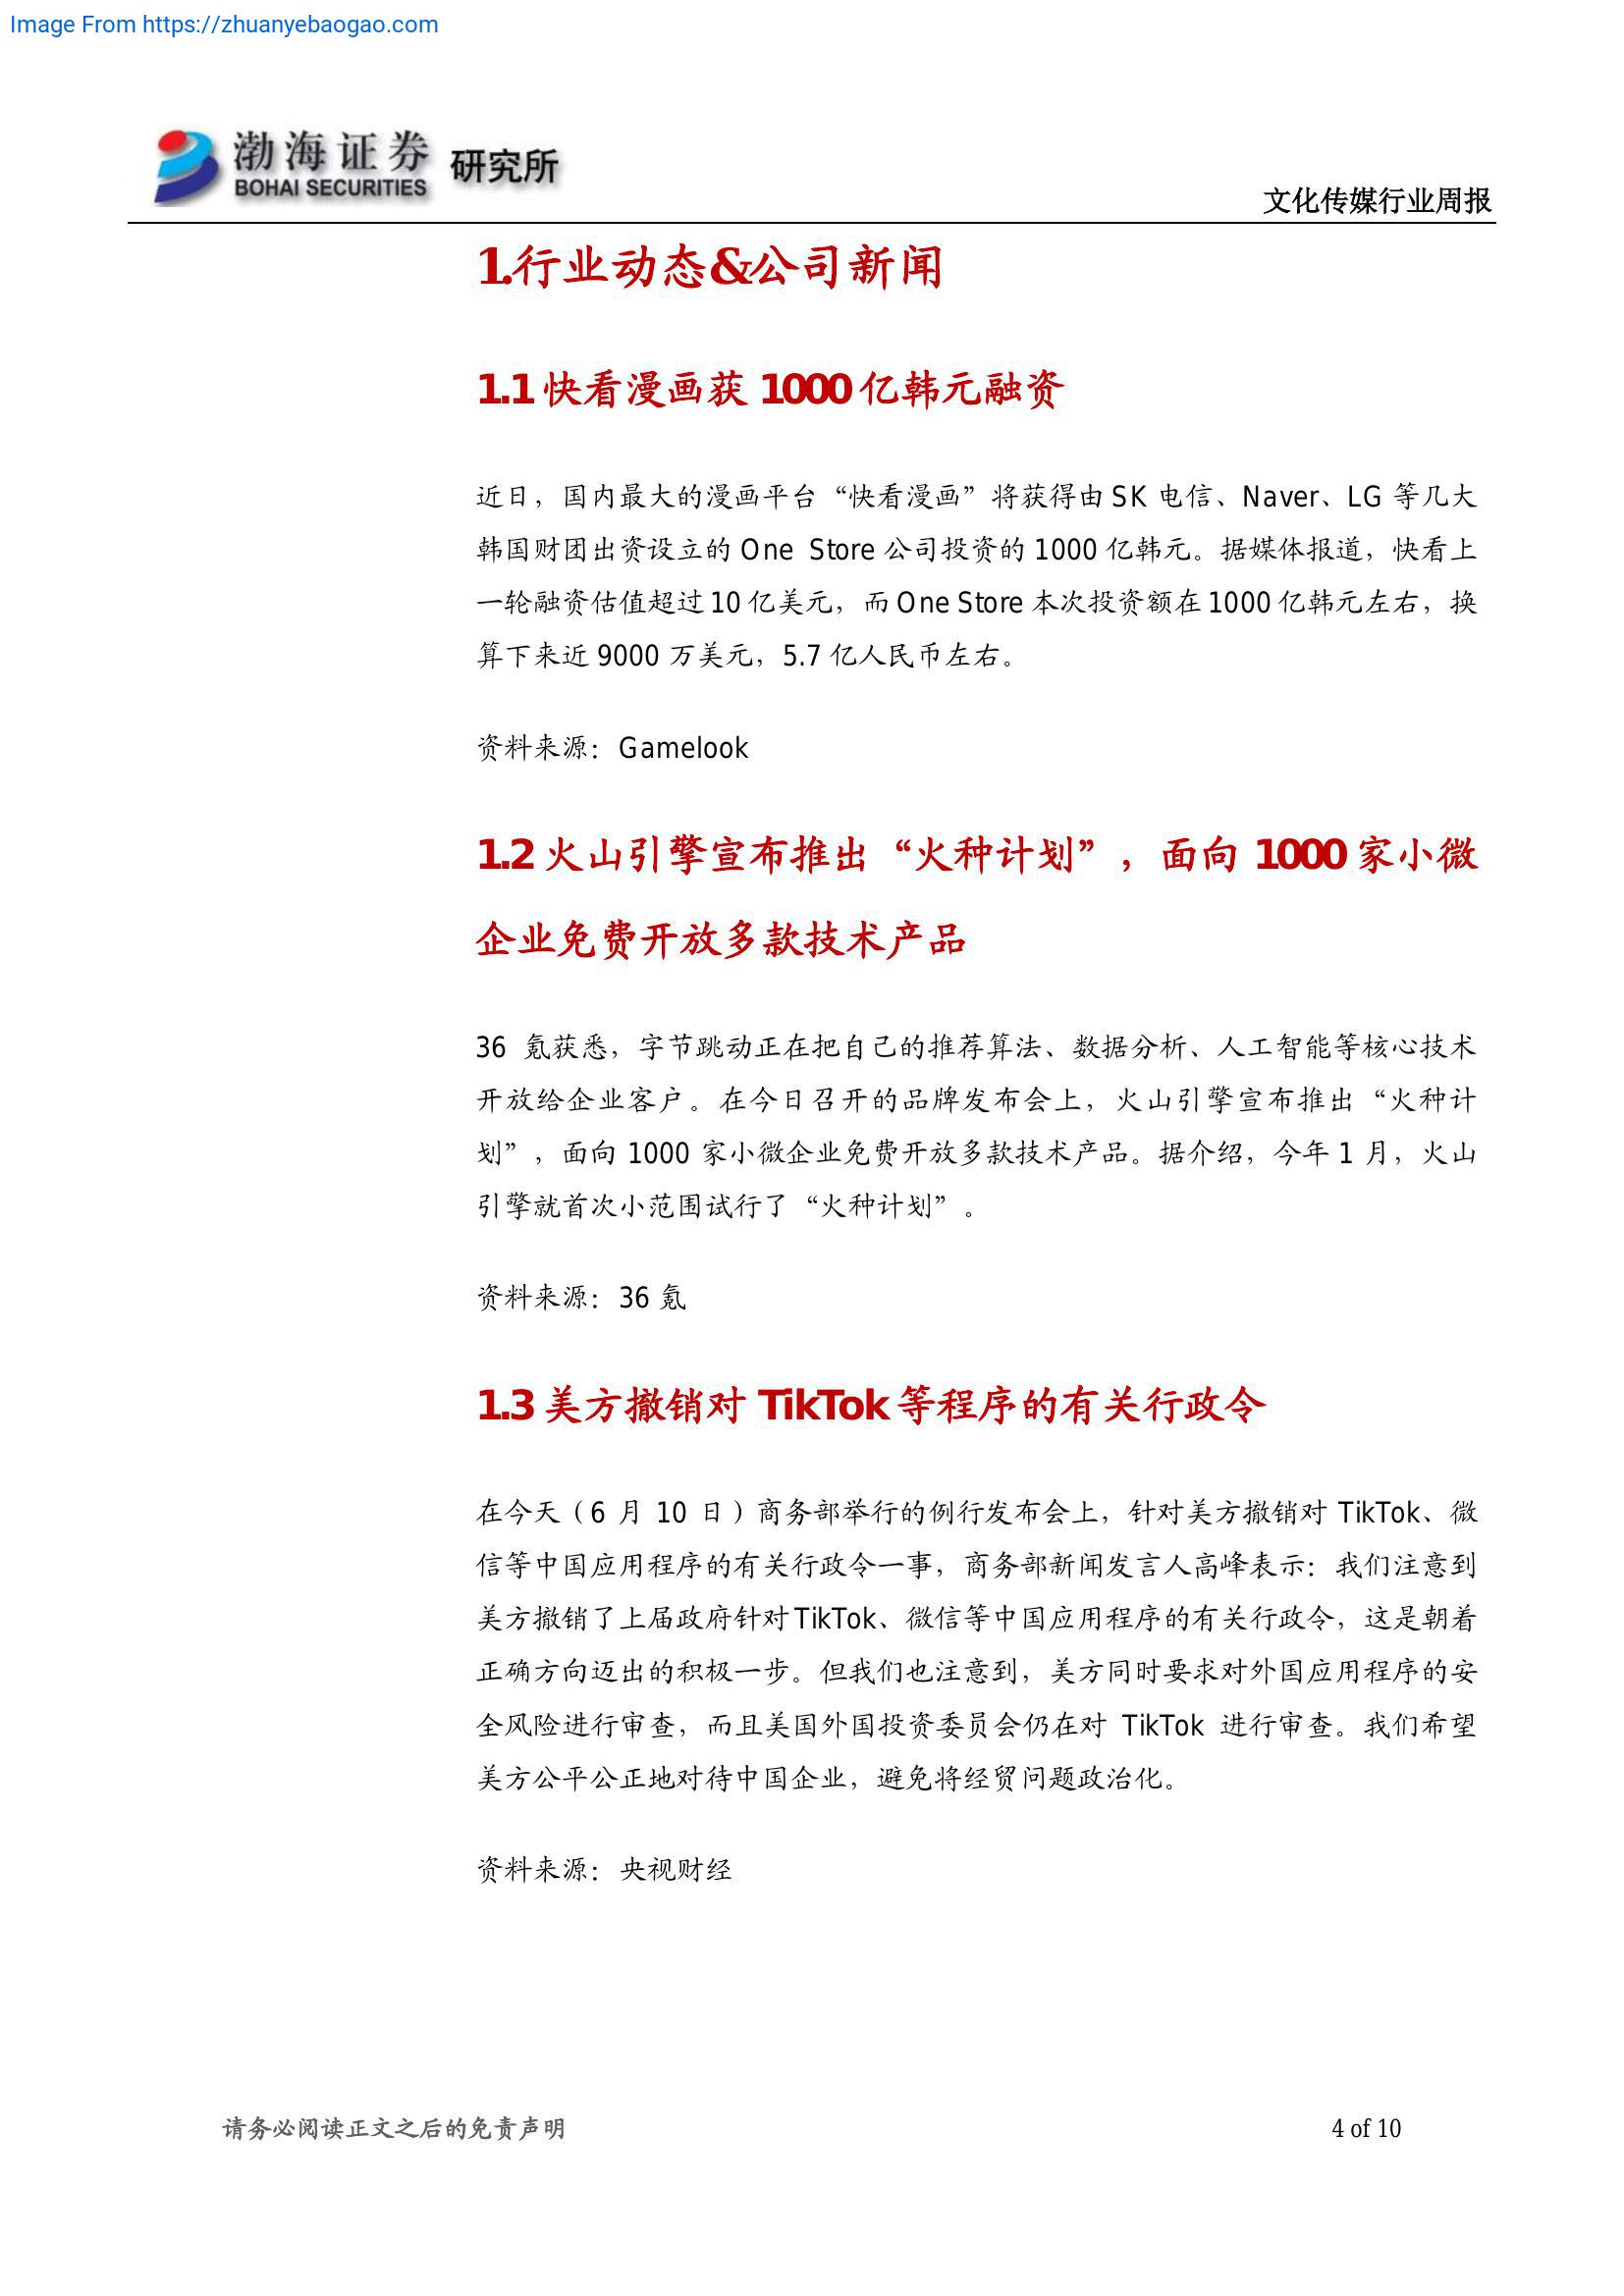 Image From https://zhuanyebaogao.com
渤海证券 研究所
BOHAI SECURITIES
文化传媒行业周报
1.行业动态&公司新闻
1.1 快看漫画获 1000 亿韩元融资
近日，国内最大的漫画平台“快看漫画”将获得由 SK 电信、Naver、LG 等几大
韩国财团出资设立的 One Store 公司投资的 1000 亿韩元。据媒体报道，快看上
一轮融资估值超过 10 亿美元，而 One Store 本次投资额在 1000 亿韩元左右，换
算下来近 9000 万美元，5.7 亿人民币左右。
资料来源：Gamelook
1.2 火山引擎宣布推出“火种计划”，面向 1000 家小微
企业免费开放多款技术产品
36 氪获悉，字节跳动正在把自己的推荐算法、数据分析、人工智能等核心技术
开放给企业客户。在今日召开的品牌发布会上，火山引擎宣布推出“火种计
划”，面向 1000 家小微企业免费开放多款技术产品。据介绍，今年 1 月，火山
引擎就首次小范围试行了“火种计划”。
资料来源：36 氪
1.3 美方撤销对 TikTok 等程序的有关行政令
在今天（6 月 10 日）商务部举行的例行发布会上，针对美方撤销对 TikTok、微
信等中国应用程序的有关行政令一事，商务部新闻发言人高峰表示：我们注意到
美方撤销了上届政府针对 TikTok、微信等中国应用程序的有关行政令，这是朝着
正确方向迈出的积极一步。但我们也注意到，美方同时要求对外国应用程序的安
全风险进行审查，而且美国外国投资委员会仍在对 TikTok 进行审查。我们希望
美方公平公正地对待中国企业，避免将经贸问题政治化。
资料来源：央视财经
请务必阅读正文之后的免责声明
4 of 10